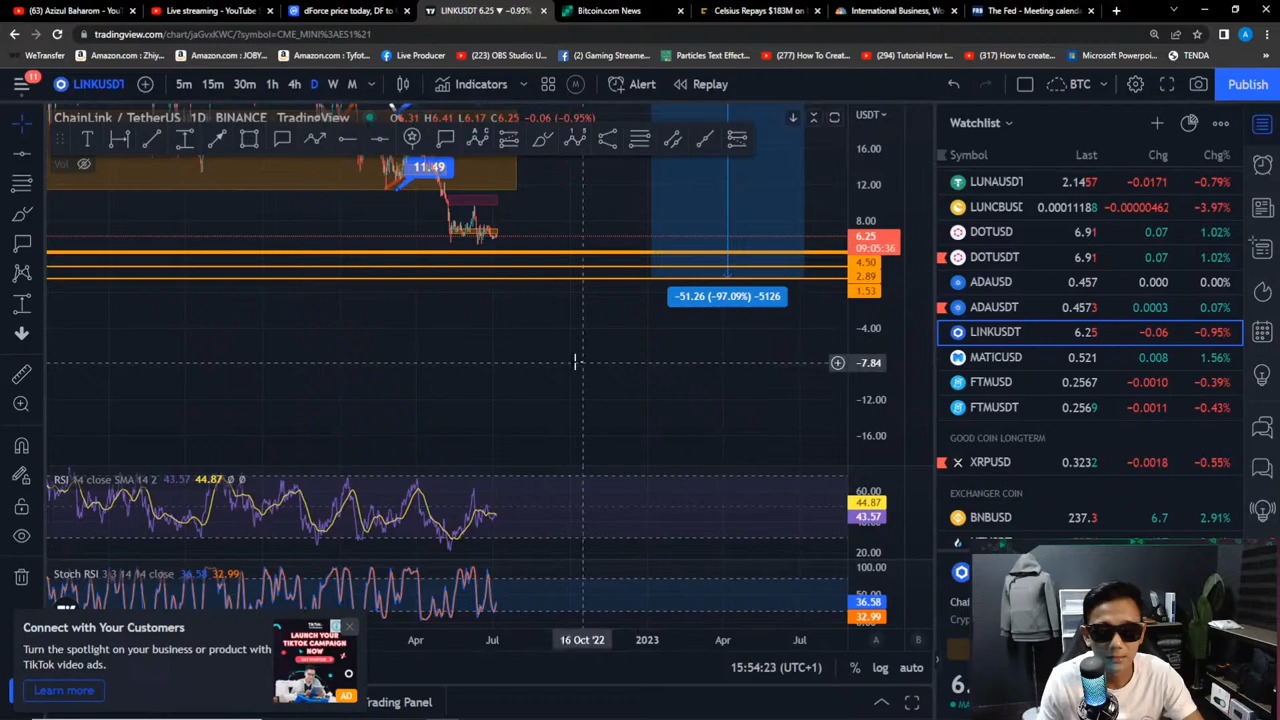 (63) Azizul Baharom - You
Live streaming - YouTube S
dForce price today, DF to
LINKUSDT 6.25 ▼ −0.95%
Bitcoin.com News
Celsius Repays $183M on
International Business, Wo
The Fed - Meeting calenda
tradingview.com/chart/jaGvxKWC/?symbol=CME_MINI%3AES1%21
WeTransfer
Amazon.com : Zhiy...
Amazon.com : JOBY...
Amazon.com : Tyfot...
Live Producer
(223) OBS Studio: U...
(2) Gaming Streame...
Particles Text Effect...
(277) How To Creat...
(294) Tutorial How t...
(317) How to creat...
Microsoft Powerpoi...
TENDA
11
LINKUSDT
5m 15m 30m 1h 4h D W M
Indicators
Alert
Replay
BTC
Publish
ChainLink / TetherUS 1D BINANCE TradingView
O6.31 H6.41 L6.17 C6.25 −0.06 (−0.95%)
USDT
Vol
11.49
16.00
12.00
8.00
6.25
09:05:36
4.50
2.89
1.53
−51.26 (−97.09%) −5126
−4.00
−7.84
−12.00
−16.00
RSI 14 close SMA 14 2 43.57 44.87 Ø Ø
60.00
44.87
43.57
20.00
Stoch RSI 3 3 14 14 close 36.58 32.99
100.00
36.58
32.99
Apr Jul 16 Oct '22 2023 Apr Jul
A B
15:54:23 (UTC+1) % log auto
Trading Panel
Connect with Your Customers
Turn the spotlight on your business or product with
TikTok video ads.
Learn more
LAUNCH
YOUR TIKTOK
CAMPAIGN
NOW
AD
Watchlist
Symbol Last Chg Chg%
LUNAUSDT 2.1457 −0.0171 −0.79%
LUNCBUSD 0.00011188 −0.00000462 −3.97%
DOTUSD 6.91 0.07 1.02%
DOTUSDT 6.91 0.07 1.02%
ADAUSD 0.457 0.000 0.00%
ADAUSDT 0.4573 0.0003 0.07%
LINKUSDT 6.25 −0.06 −0.95%
MATICUSD 0.521 0.008 1.56%
FTMUSD 0.2567 −0.0010 −0.39%
FTMUSDT 0.2569 −0.0011 −0.43%
GOOD COIN LONGTERM
XRPUSD 0.3232 −0.0018 −0.55%
EXCHANGER COIN
BNBUSD 237.3 6.7 2.91%